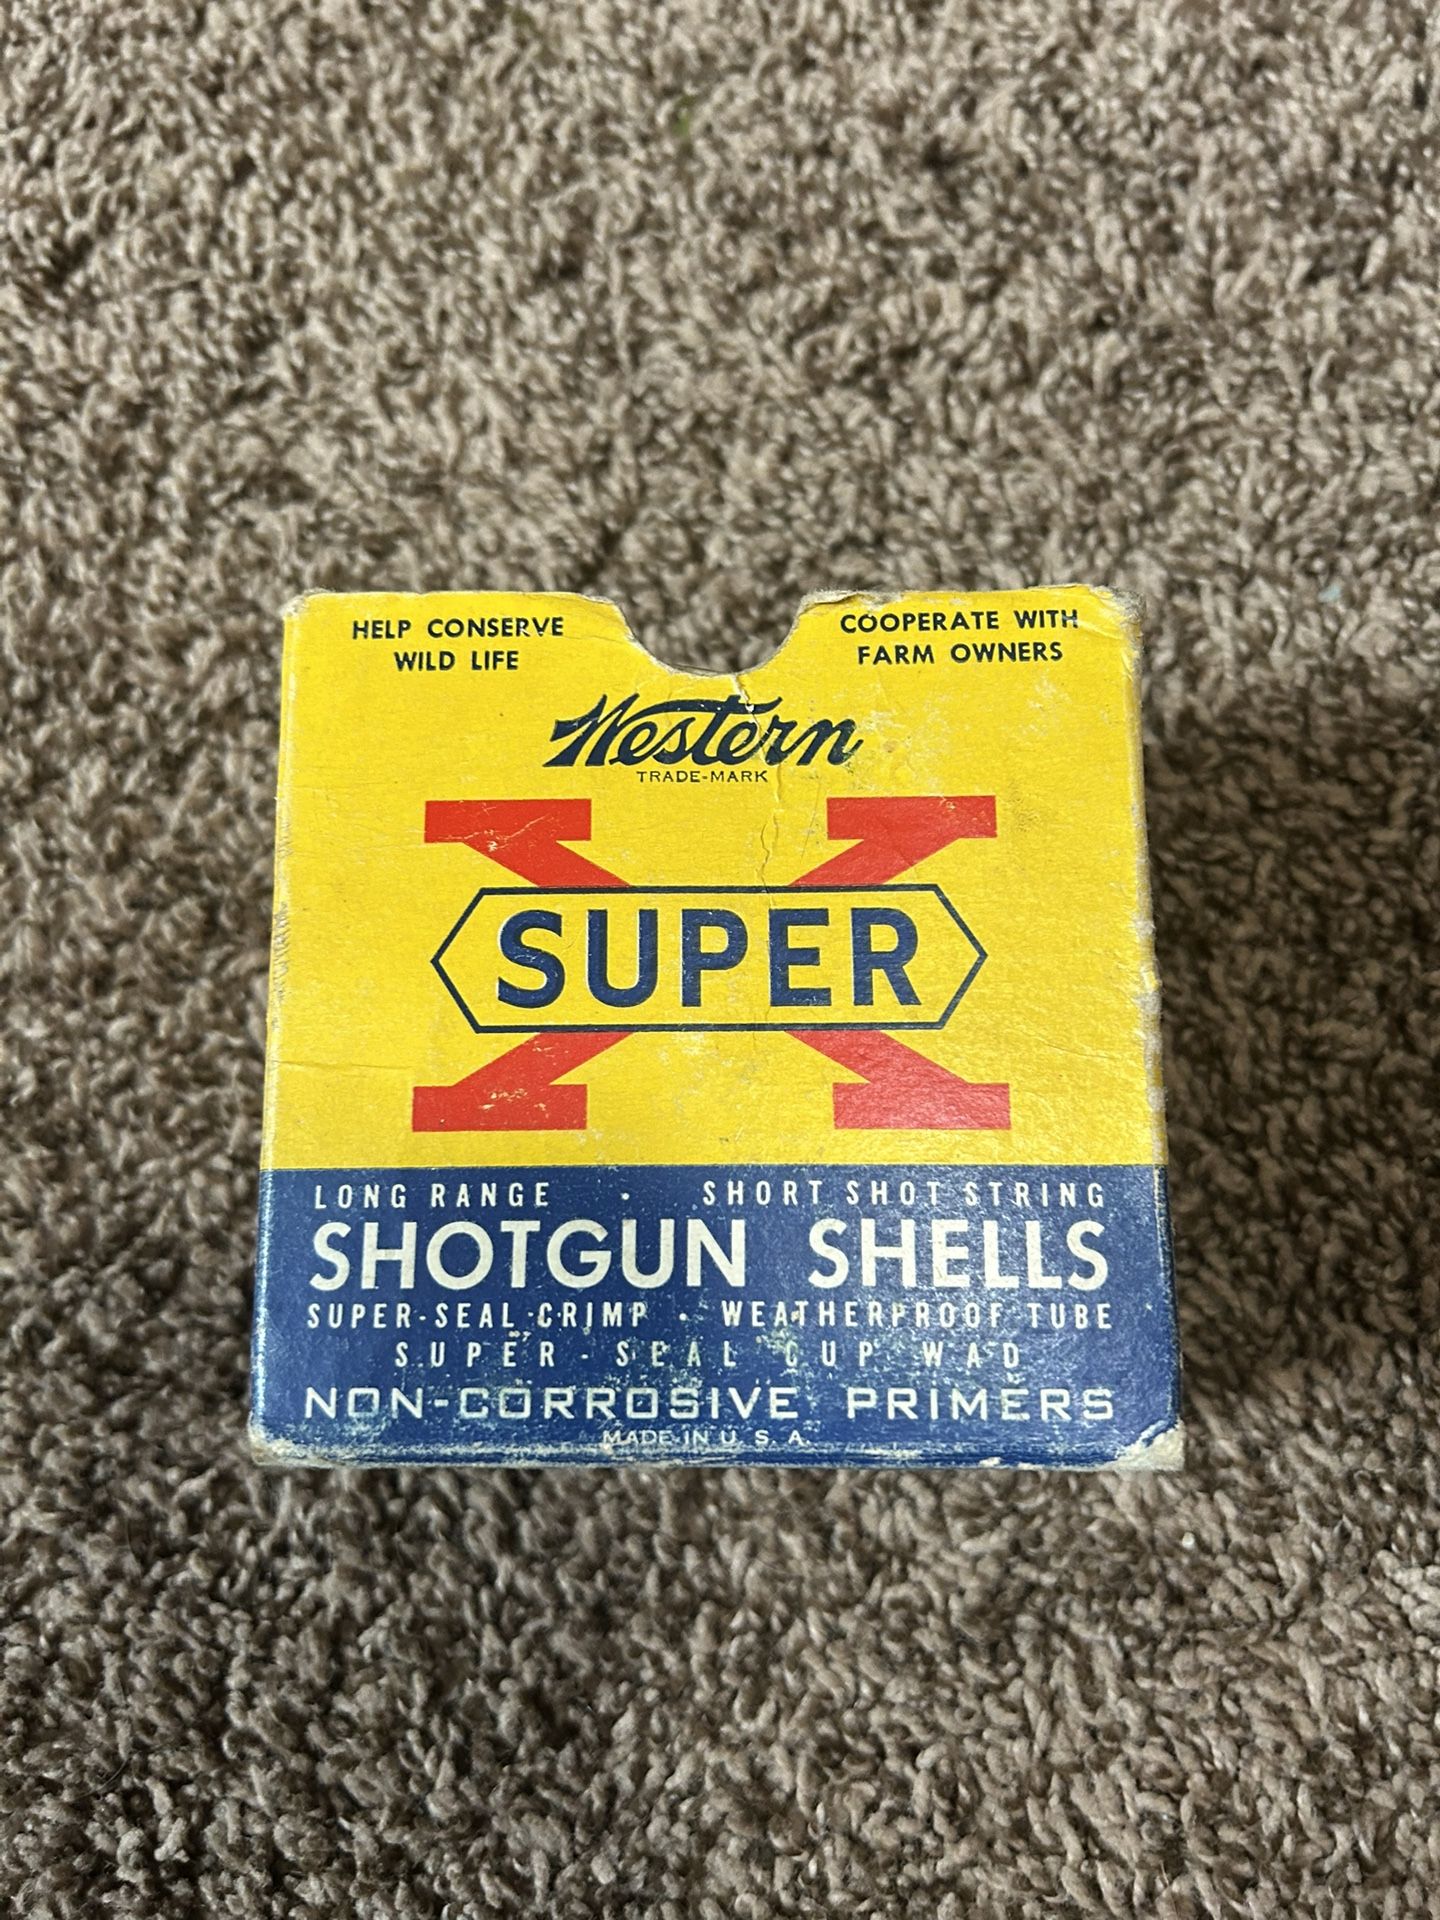 HELP CONSERVE
WILD LIFE
COOPERATE WITH
FARM OWNERS
Western
TRADE-MARK
X
SUPER
LONG RANGE • SHORT SHOT STRING
SHOTGUN SHELLS
SUPER-SEAL CRIMP • WEATHERPROOF TUBE
SUPER-SEAL CUP WAD
NON-CORROSIVE PRIMERS
MADE IN U.S.A.